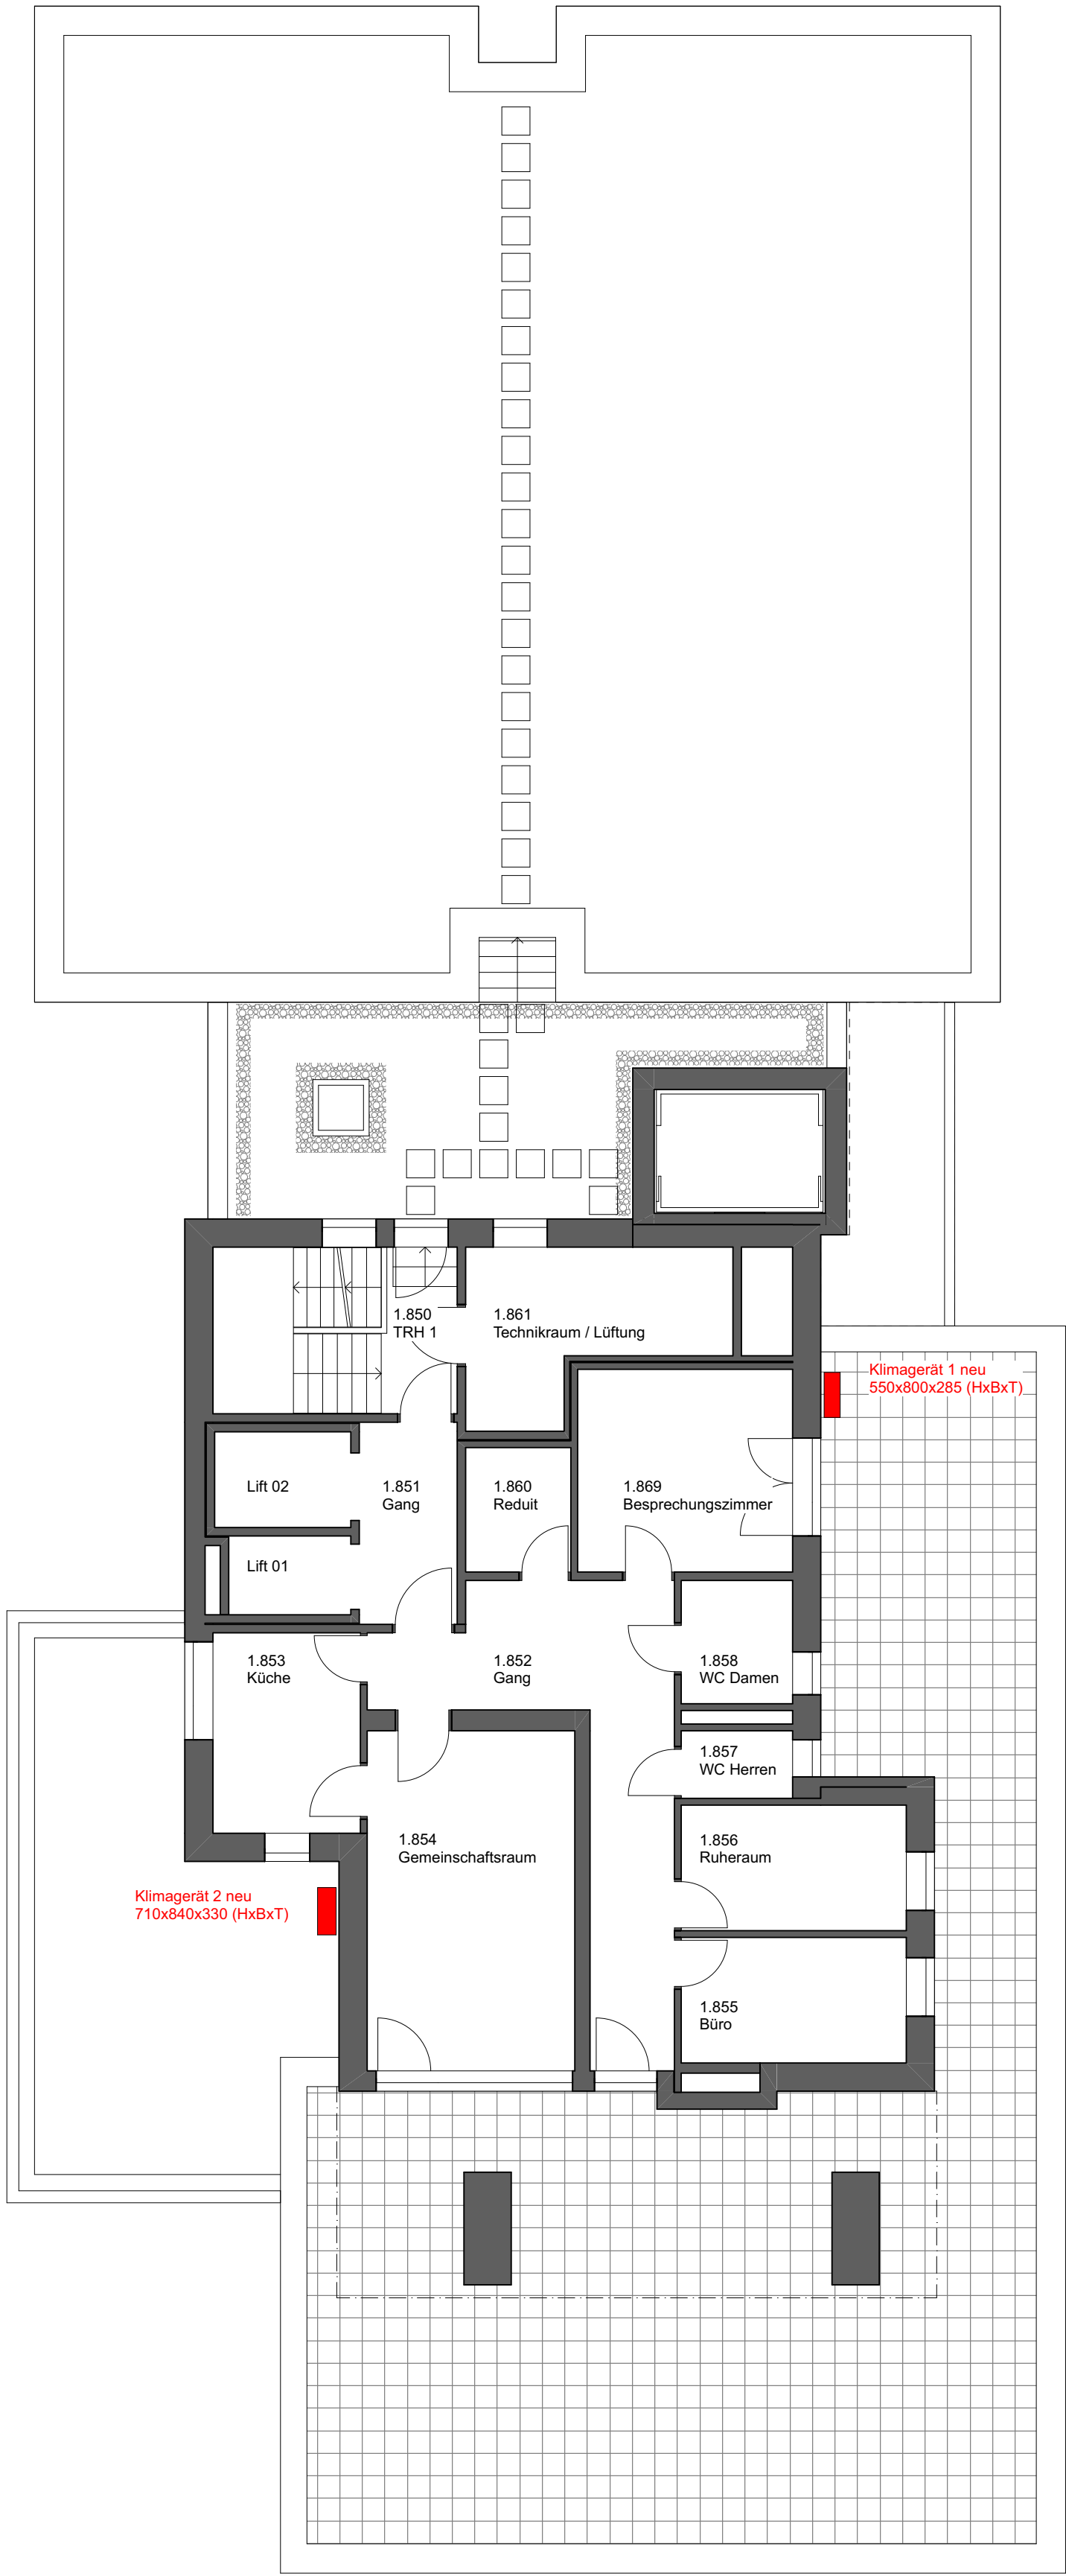 1.850
TRH 1
1.861
Technikraum / Lüftung
Klimagerät 1 neu
550x800x285 (HxBxT)
Lift 02
1.851
Gang
1.860
Reduit
1.869
Besprechungszimmer
Lift 01
1.853
Küche
1.852
Gang
1.858
WC Damen
1.857
WC Herren
1.854
Gemeinschaftsraum
1.856
Ruheraum
Klimagerät 2 neu
710x840x330 (HxBxT)
1.855
Büro